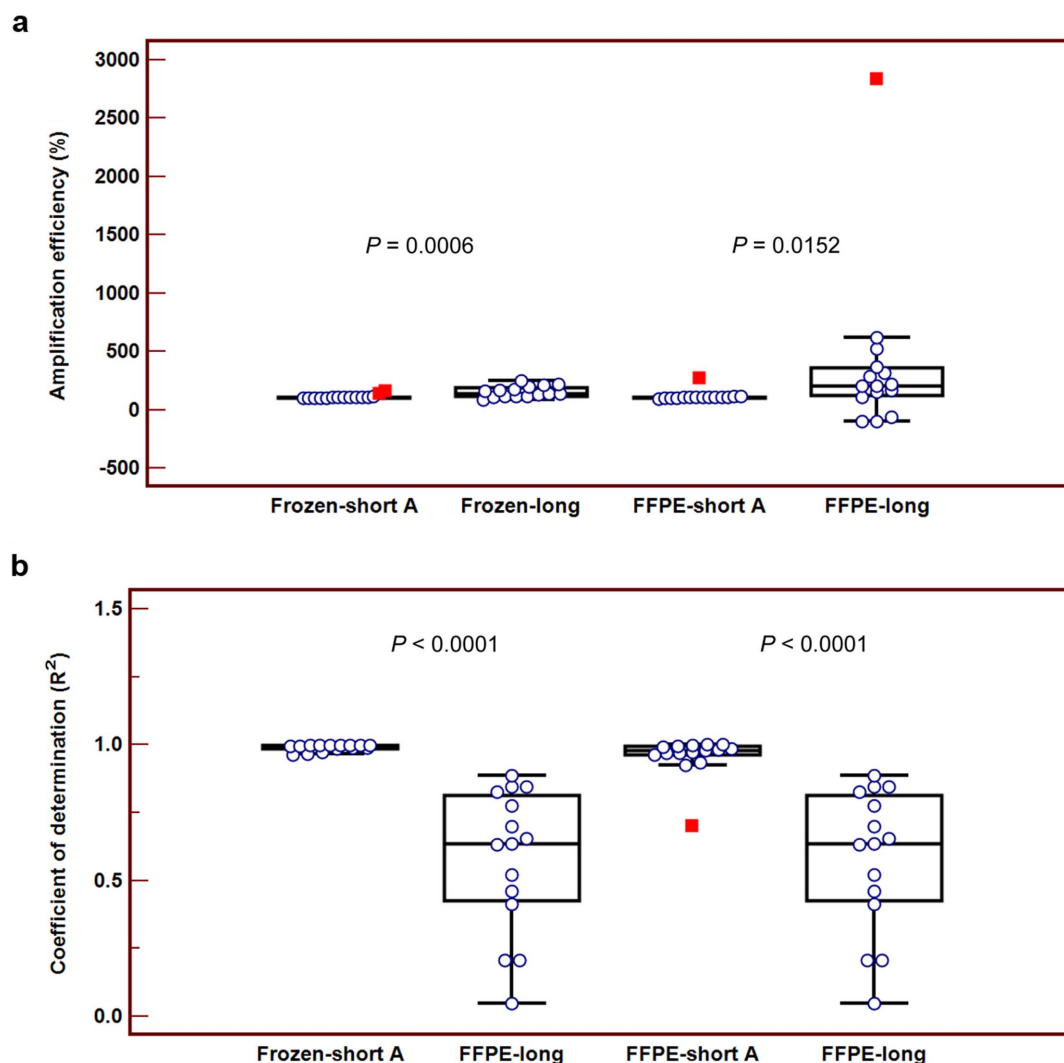 a
Amplification efficiency (%)
3000
2500
2000
1500
1000
500
0
-500
P = 0.0006
P = 0.0152
Frozen-short A
Frozen-long
FFPE-short A
FFPE-long
b
Coefficient of determination (R²)
1.5
1.0
0.5
0.0
P < 0.0001
P < 0.0001
Frozen-short A
FFPE-long
FFPE-short A
FFPE-long